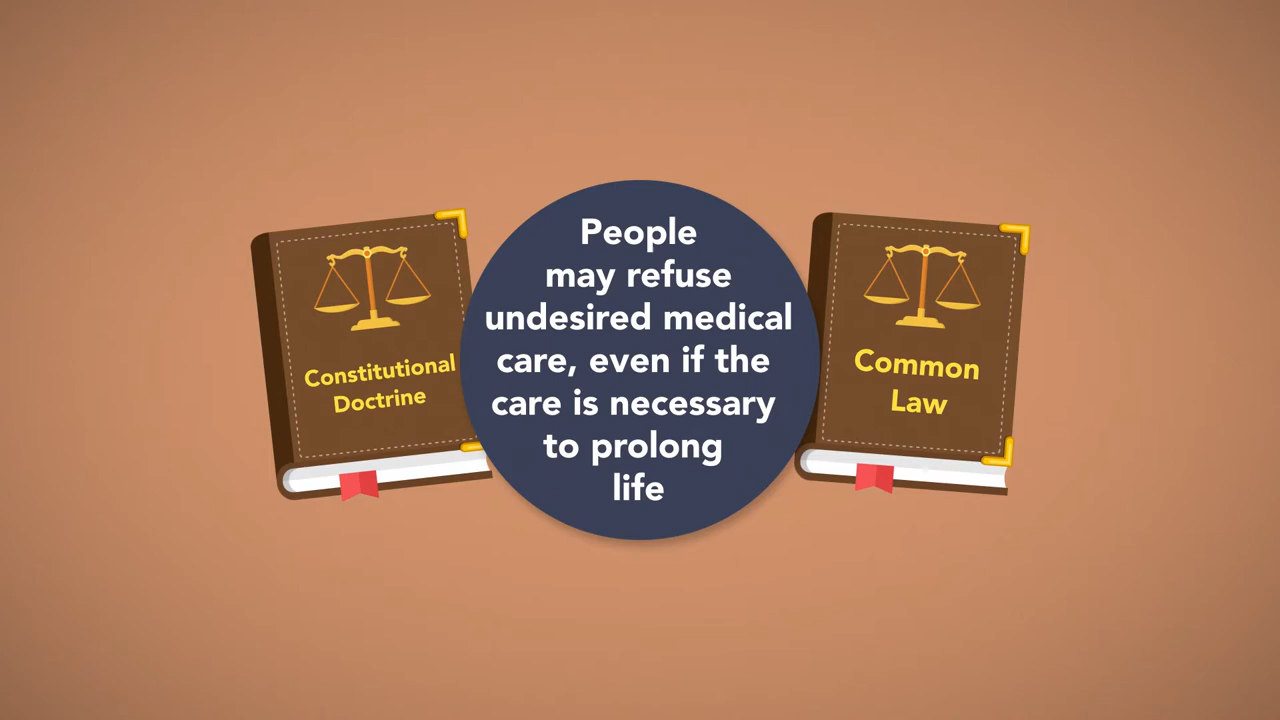 Constitutional
Doctrine
People
may refuse
undesired medical
care, even if the
care is necessary
to prolong
life
Common
Law